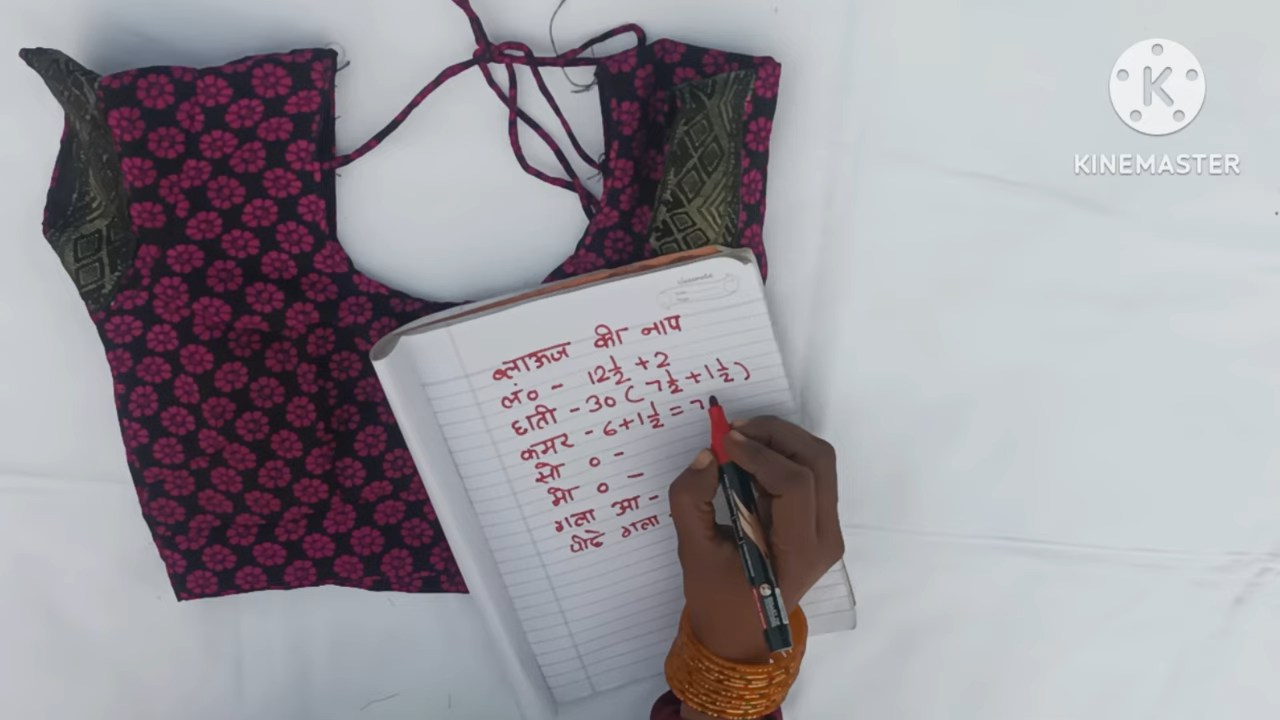 ब्लाऊज की नाप
लं० - 12½ + 2
छाती - 30 ( 7½ + 1½ )
कमर - 6 + 1½ = 7
सो ० -
मो ० -
गला आ -
पीछे गला -
K
KINEMASTER
classmate